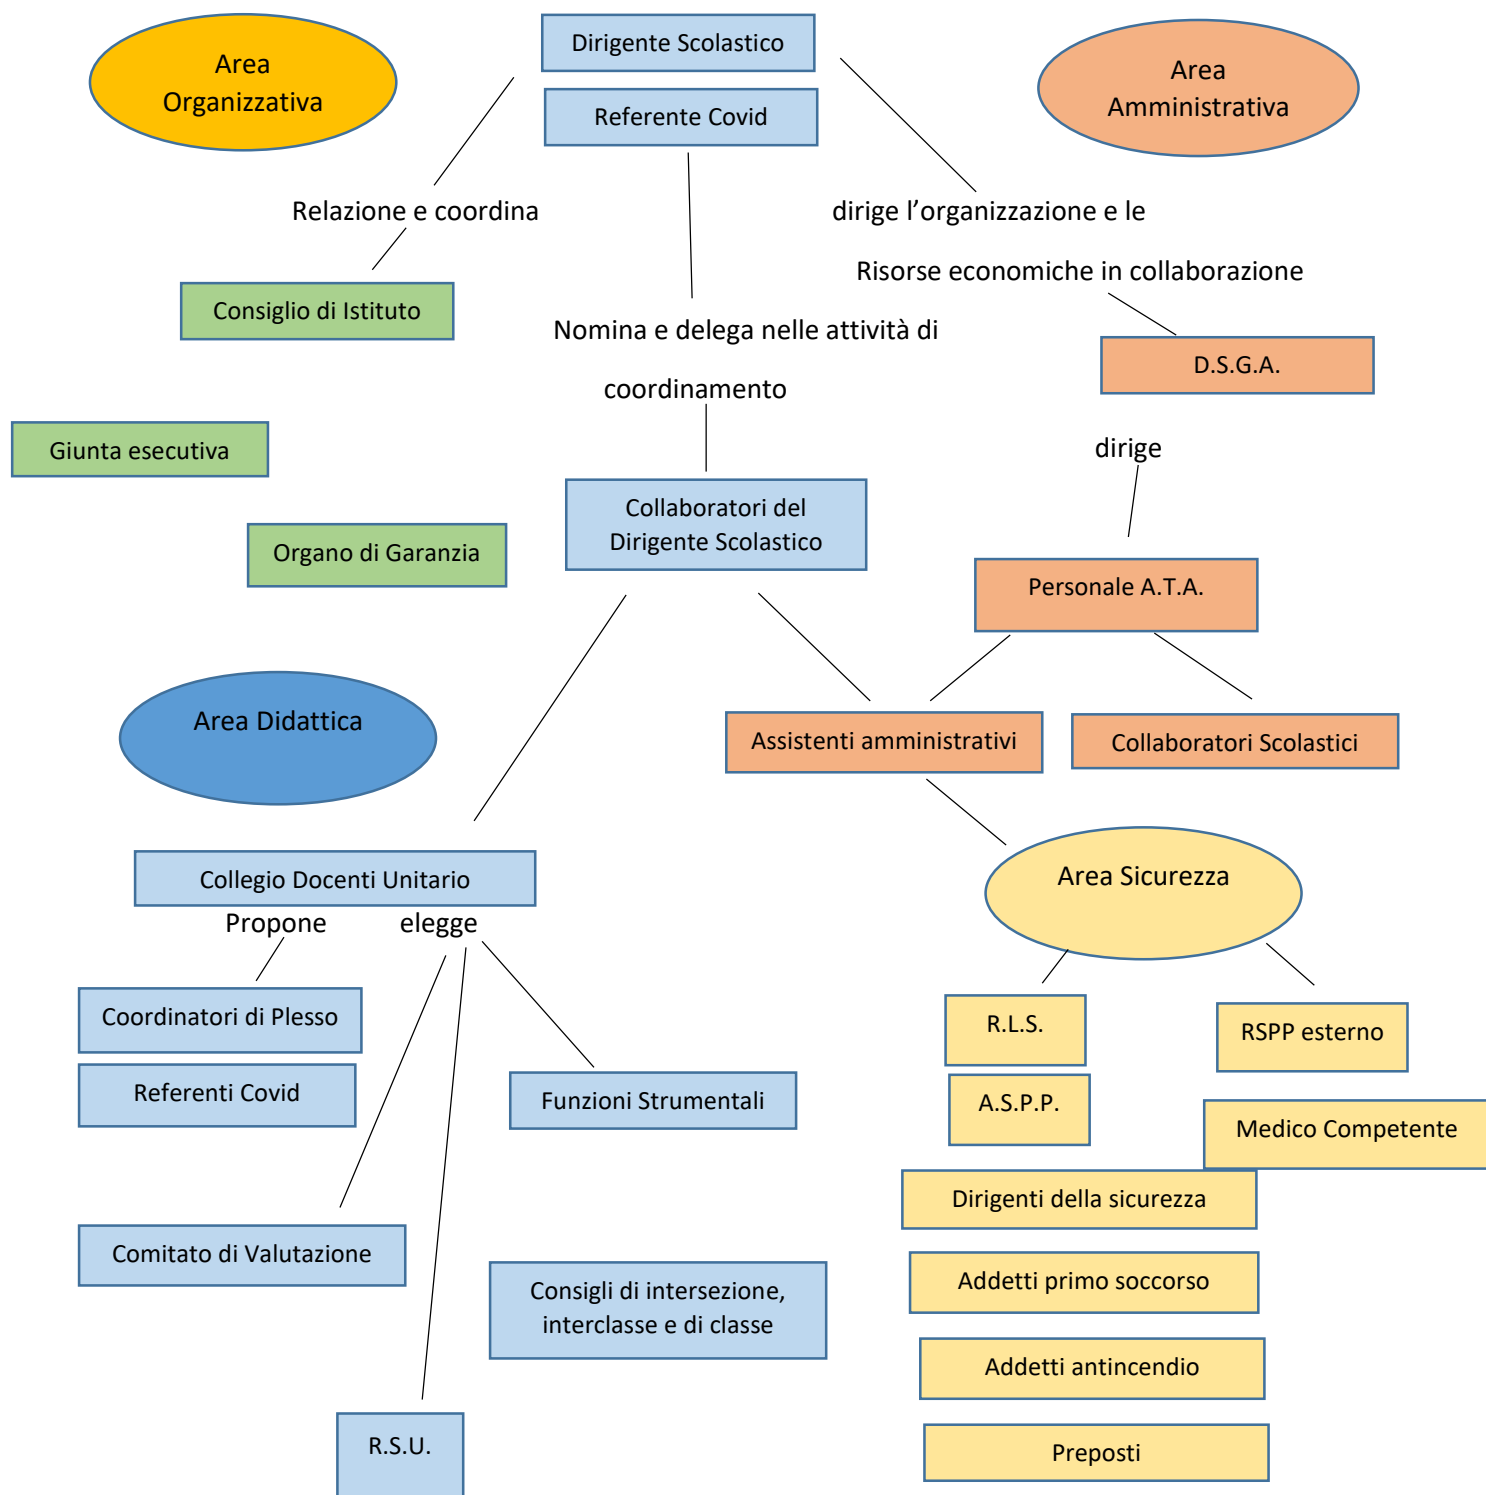 Area
Organizzativa
Dirigente Scolastico
Referente Covid
Area
Amministrativa
Relazione e coordina
dirige l’organizzazione e le
Risorse economiche in collaborazione
Consiglio di Istituto
Nomina e delega nelle attività di
coordinamento
D.S.G.A.
Giunta esecutiva
dirige
Organo di Garanzia
Collaboratori del
Dirigente Scolastico
Personale A.T.A.
Area Didattica
Assistenti amministrativi
Collaboratori Scolastici
Collegio Docenti Unitario
Area Sicurezza
Propone elegge
Coordinatori di Plesso
Referenti Covid
Funzioni Strumentali
R.L.S.
RSPP esterno
A.S.P.P.
Medico Competente
Dirigenti della sicurezza
Comitato di Valutazione
Consigli di intersezione,
interclasse e di classe
Addetti primo soccorso
Addetti antincendio
R.S.U.
Preposti